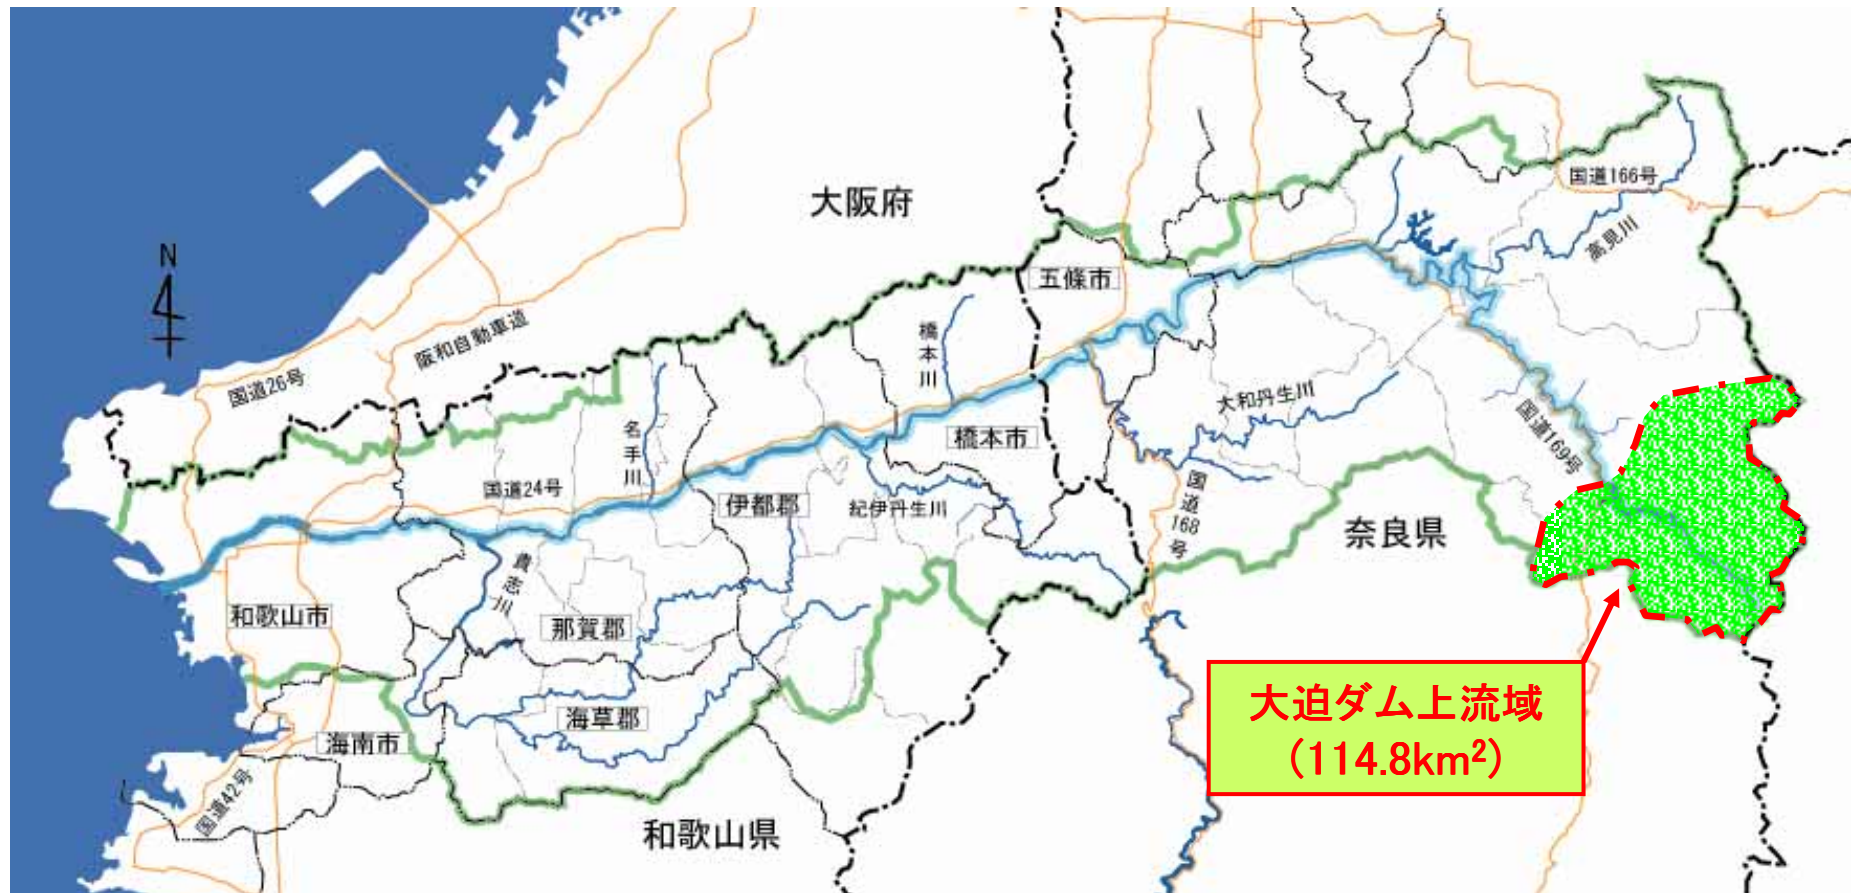 大阪府
国道166号
高見川
N
五條市
阪和自動車道
橋本川
国道26号
大和丹生川
国道169号
名手川
橋本市
国道24号
伊都郡
紀伊丹生川
国道168号
奈良県
貴志川
和歌山市
那賀郡
海草郡
海南市
国道42号
和歌山県
大迫ダム上流域
(114.8km²)